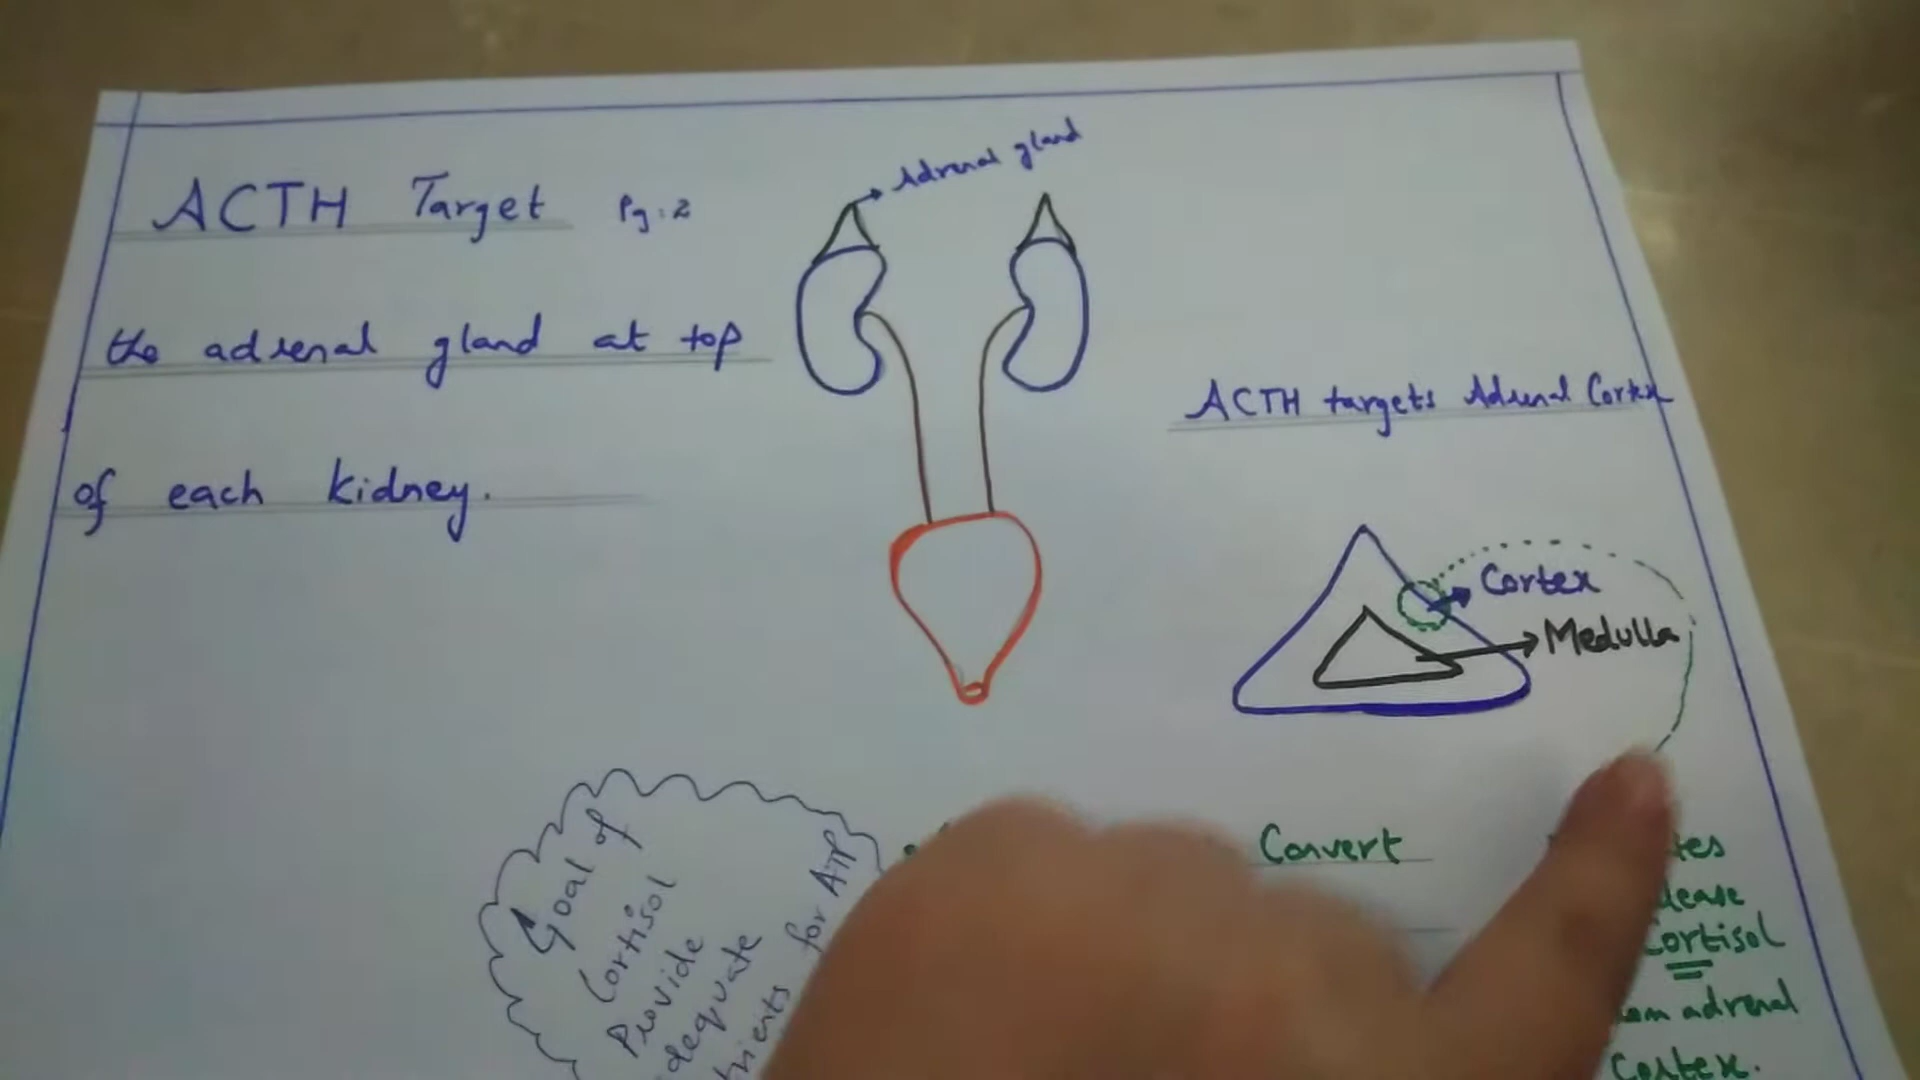 ACTH Target Pg:2
the adrenal gland at top
of each kidney.
Adrenal gland
ACTH targets Adrenal Cortex
Cortex
Medulla
Goal of
Cortisol
Provide
for ATP
Convert
Cortisol
adrenal
Cortex.